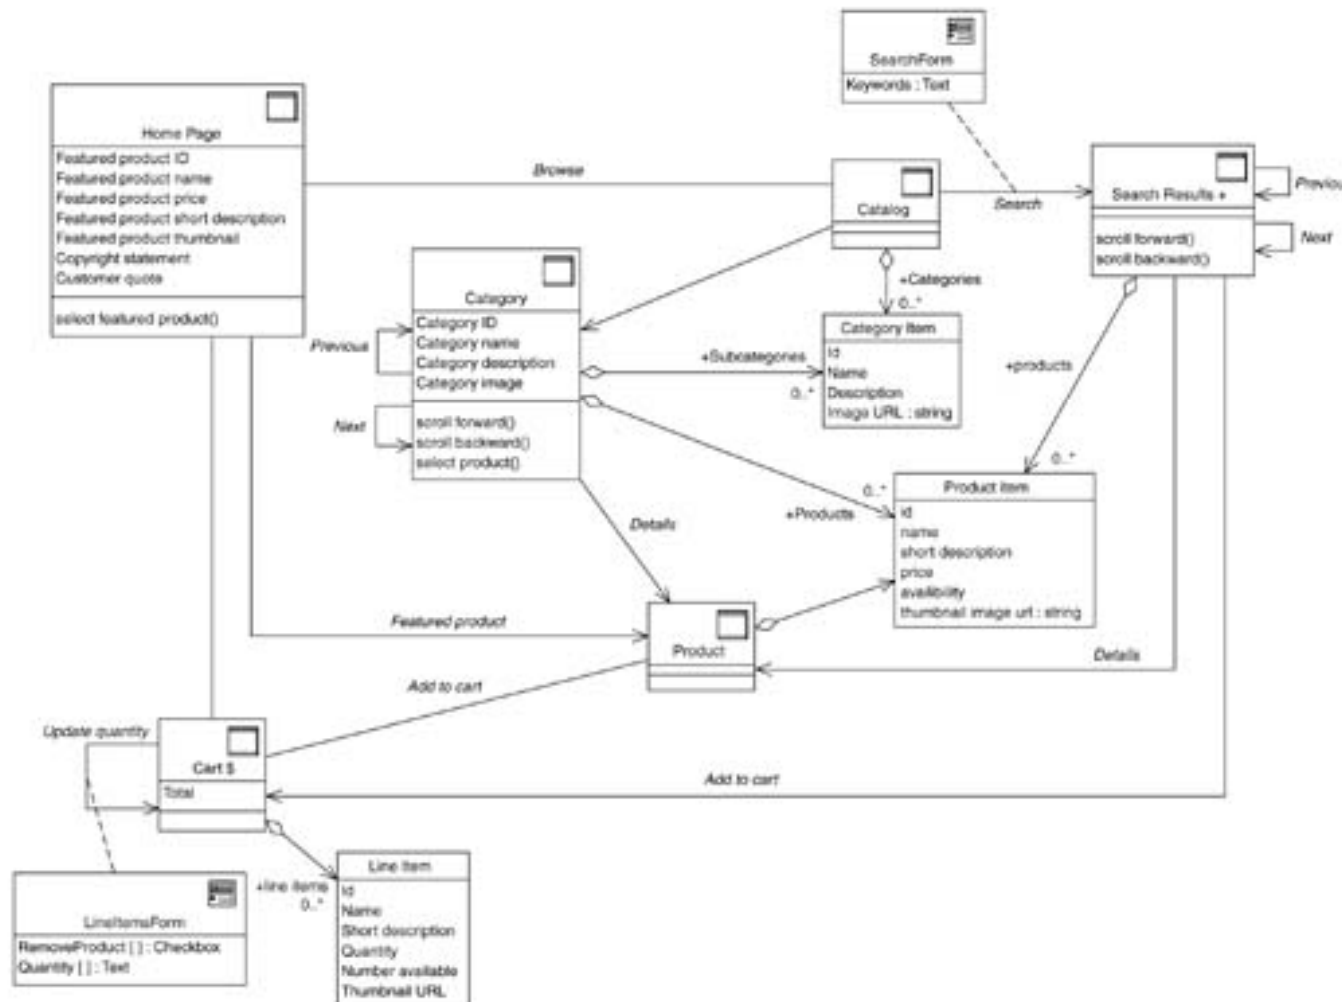 SearchForm
Keywords : Text
Home Page
Featured product ID
Featured product name
Featured product price
Featured product short description
Featured product thumbnail
Copyright statement
Customer quote
select featured product()
Browse
Catalog
Search
Search Results +
scroll forward()
scroll backward()
Previou
Next
+Categories
0..*
Category
Category ID
Category name
Category description
Category image
scroll forward()
scroll backward()
select product()
Previous
Next
+Subcategories
0..*
Category Item
Id
Name
Description
Image URL : string
+products
0..*
+Products
0..*
Product item
id
name
short description
price
availibility
thumbnail image url : string
Details
Featured product
Product
Details
Add to cart
Update quantity
Cart $
Total
Add to cart
+line items
0..*
Line Item
Id
Name
Short description
Quantity
Number available
Thumbnail URL
LineItemsForm
RemoveProduct [ ] : Checkbox
Quantity [ ] : Text